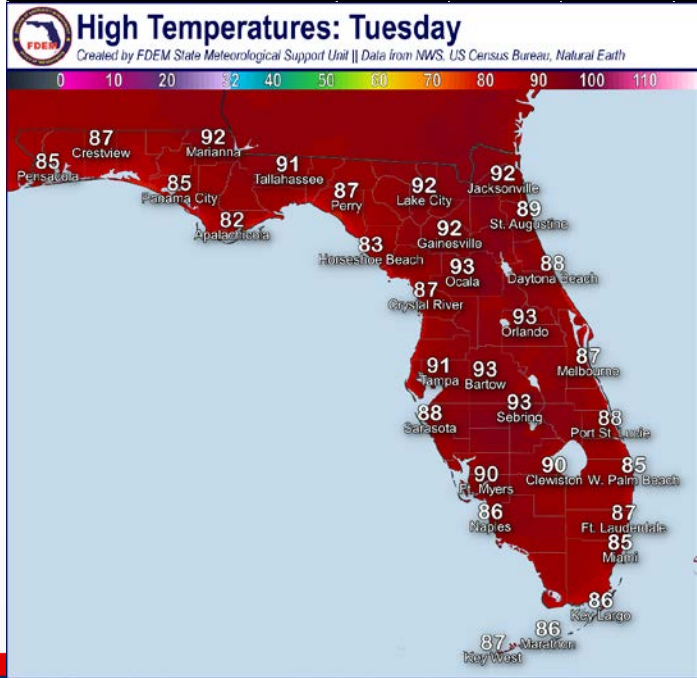 FDEM
High Temperatures: Tuesday
Created by FDEM State Meteorological Support Unit || Data from NWS, US Census Bureau, Natural Earth
0 10 20 32 40 50 60 70 80 90 100 110
87
Crestview
92
Marianna
85
Pensacola
91
Tallahassee
85
Panama City
87
Perry
92
Lake City
92
Jacksonville
82
Apalachicola
89
St. Augustine
92
Gainesville
83
Horseshoe Beach
93
Ocala
88
Daytona Beach
87
Crystal River
93
Orlando
91
Tampa
93
Bartow
87
Melbourne
88
Sarasota
93
Sebring
88
Port St. Lucie
90
Ft. Myers
90
Clewiston
85
W. Palm Beach
86
Naples
87
Ft. Lauderdale
85
Miami
86
Key Largo
86
Marathon
87
Key West